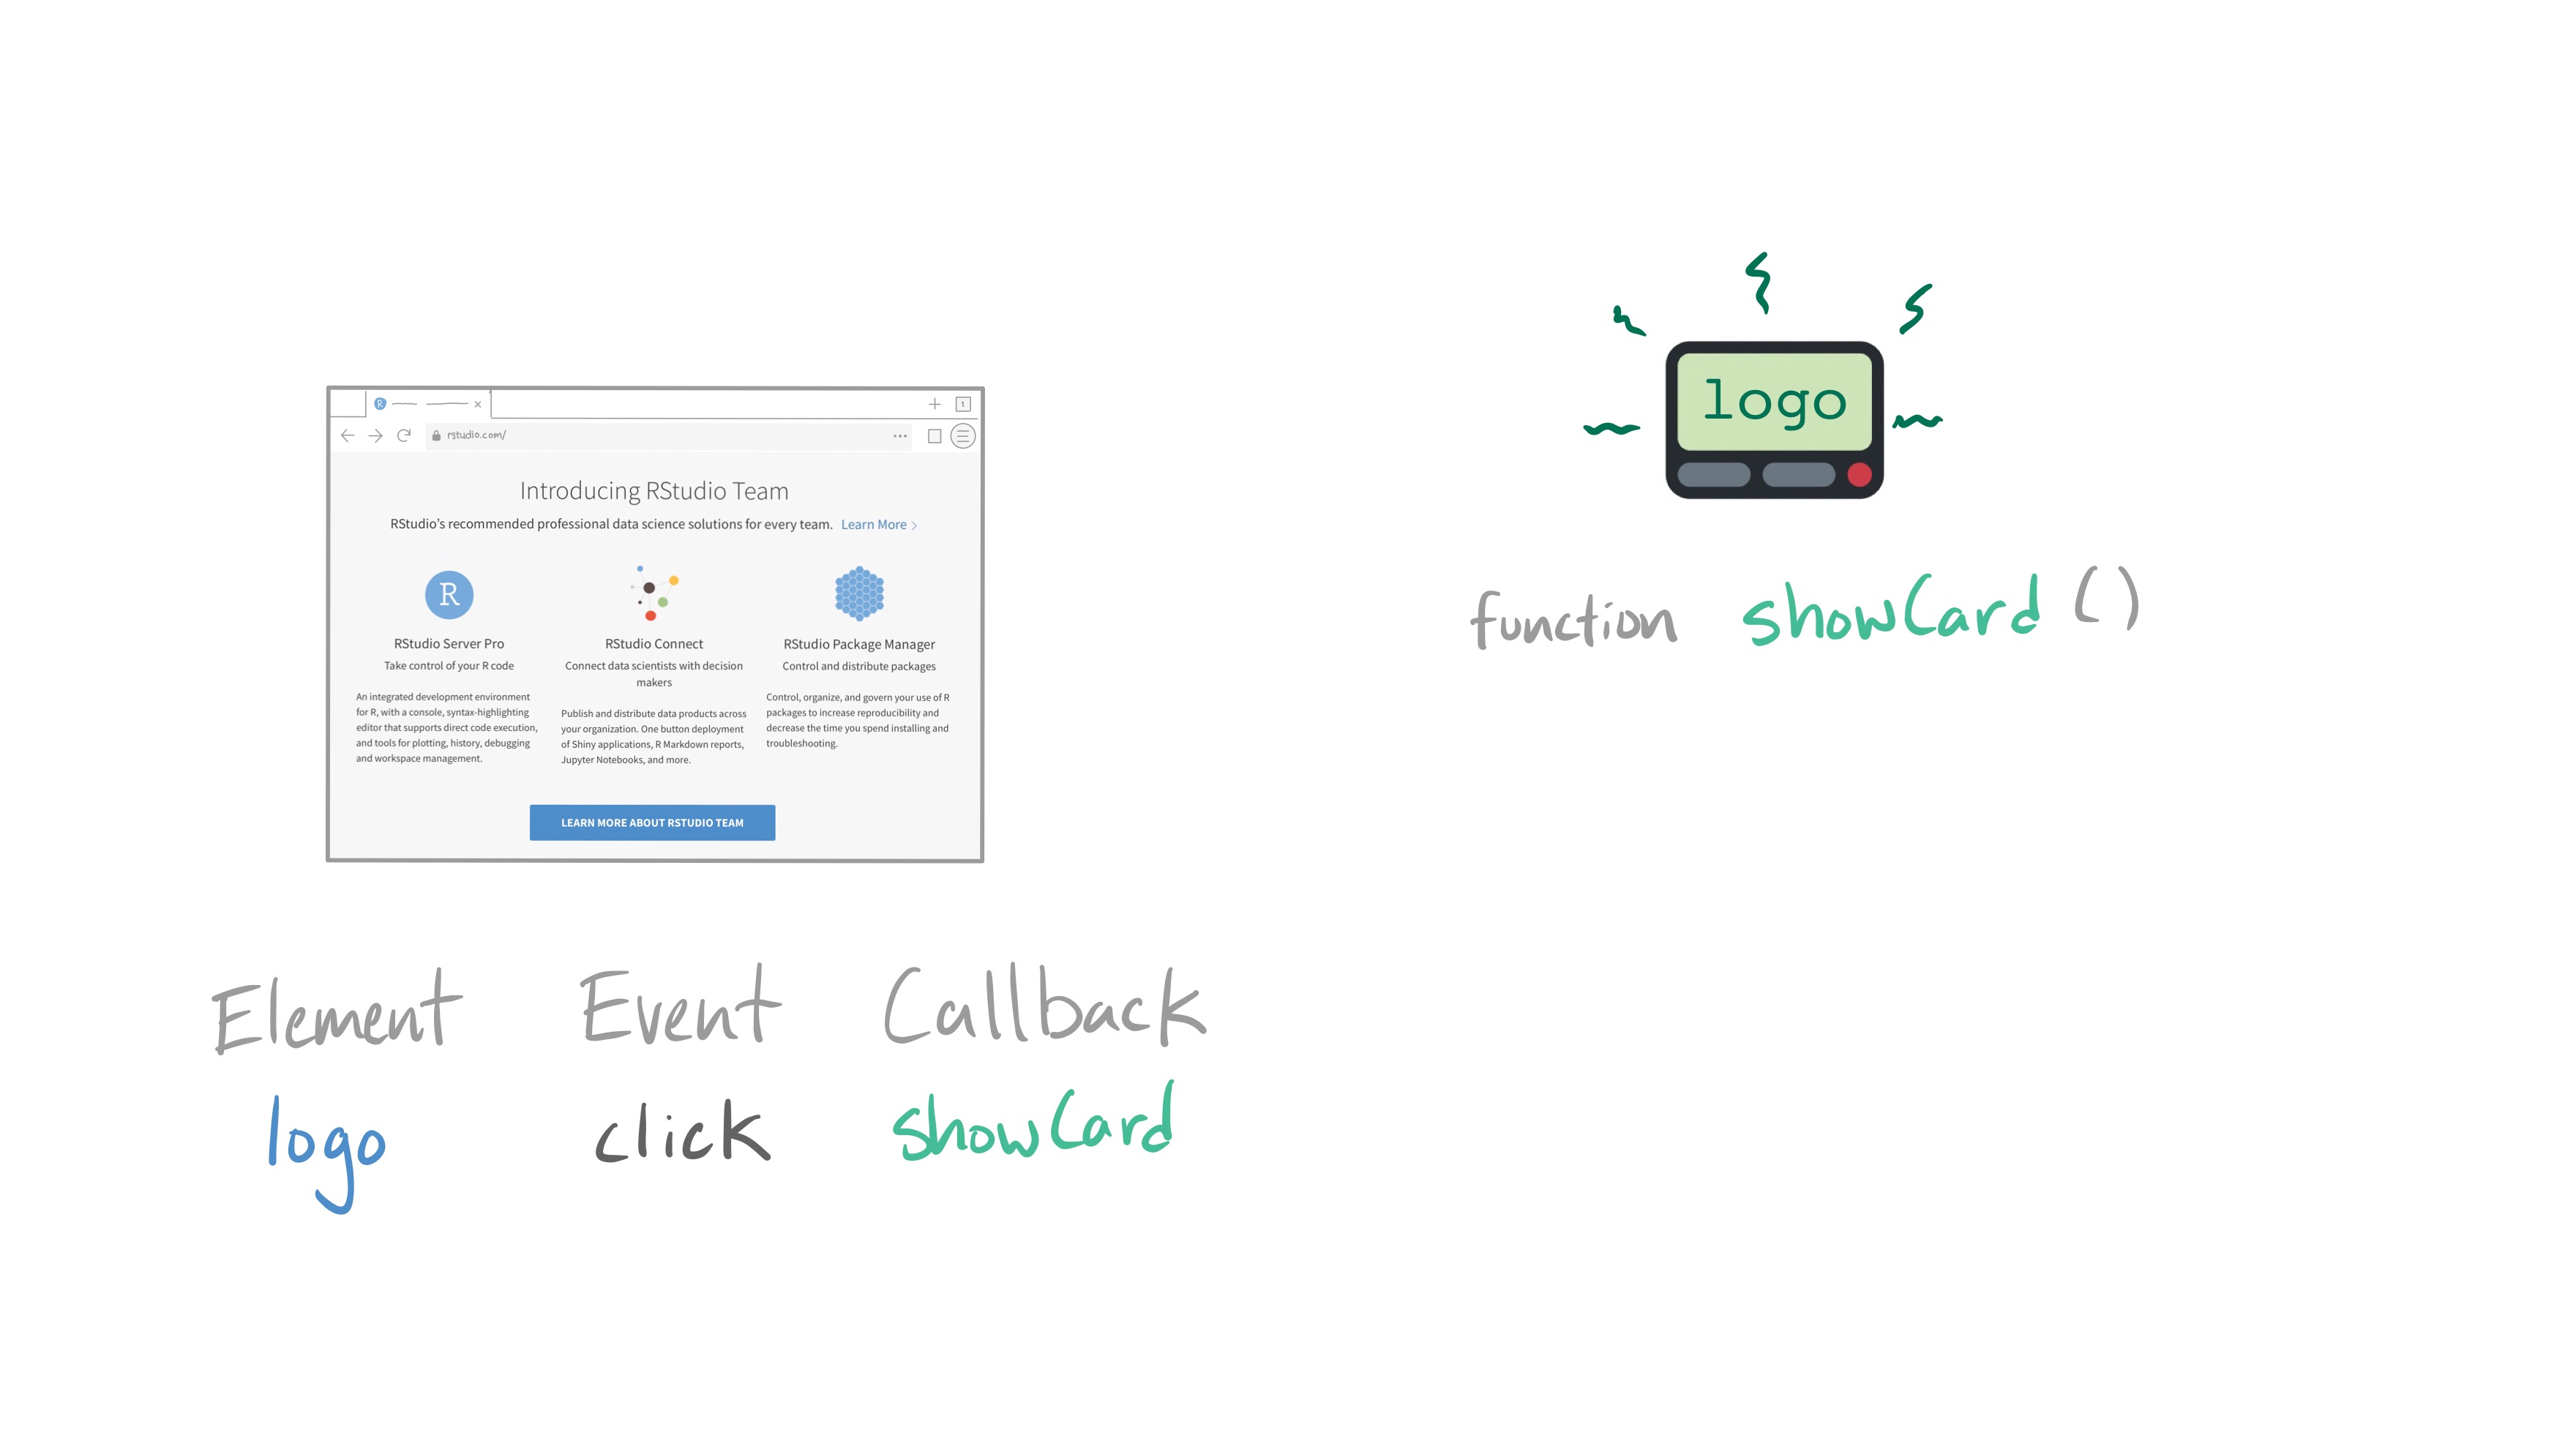 R
×
+
1
rstudio.com/
...
Introducing RStudio Team
RStudio's recommended professional data science solutions for every team. Learn More >
R
RStudio Server Pro
Take control of your R code
An integrated development environment
for R, with a console, syntax-highlighting
editor that supports direct code execution,
and tools for plotting, history, debugging
and workspace management.
RStudio Connect
Connect data scientists with decision
makers
Publish and distribute data products across
your organization. One button deployment
of Shiny applications, R Markdown reports,
Jupyter Notebooks, and more.
RStudio Package Manager
Control and distribute packages
Control, organize, and govern your use of R
packages to increase reproducibility and
decrease the time you spend installing and
troubleshooting.
LEARN MORE ABOUT RSTUDIO TEAM
Element Event Callback
logo click showCard
logo
function showCard ()